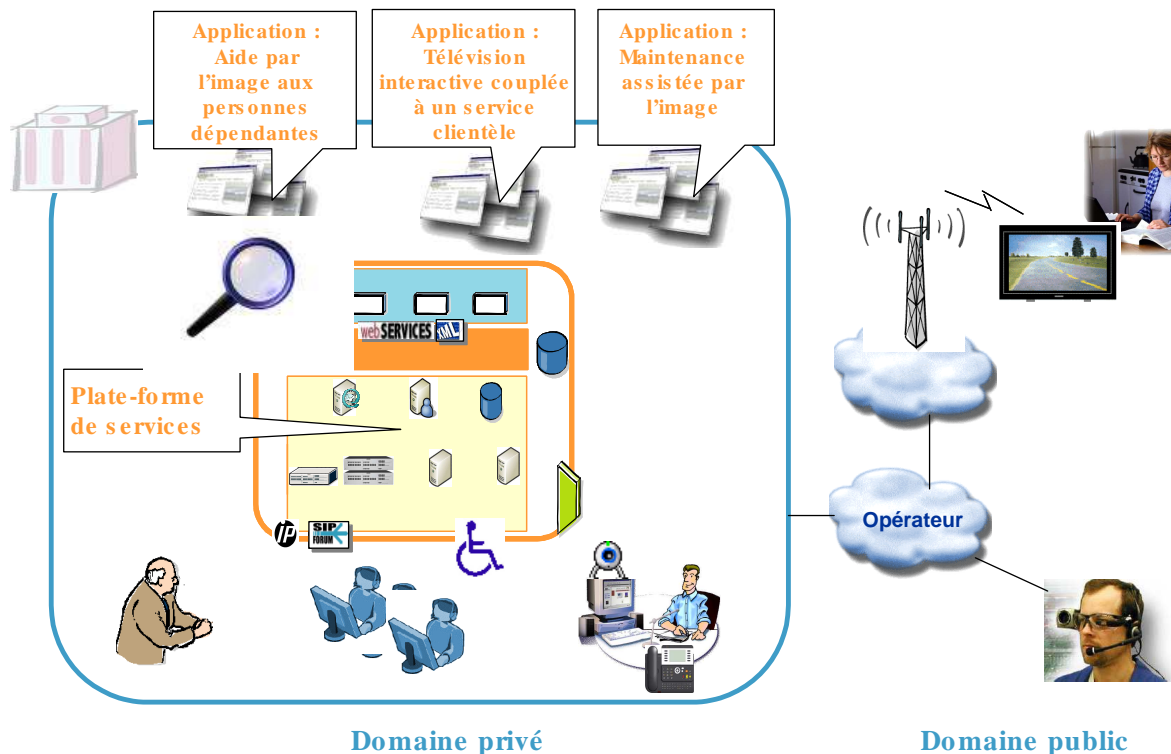 Application :
Aide par
l'image aux
personnes
dépendantes
Application :
Télévision
interactive couplée
à un service
clientèle
Application :
Maintenance
assistée par
l'image
webSERVICES
XML
Plate-forme
de services
IP
SIP
FORUM
Opérateur
Domaine privé
Domaine public